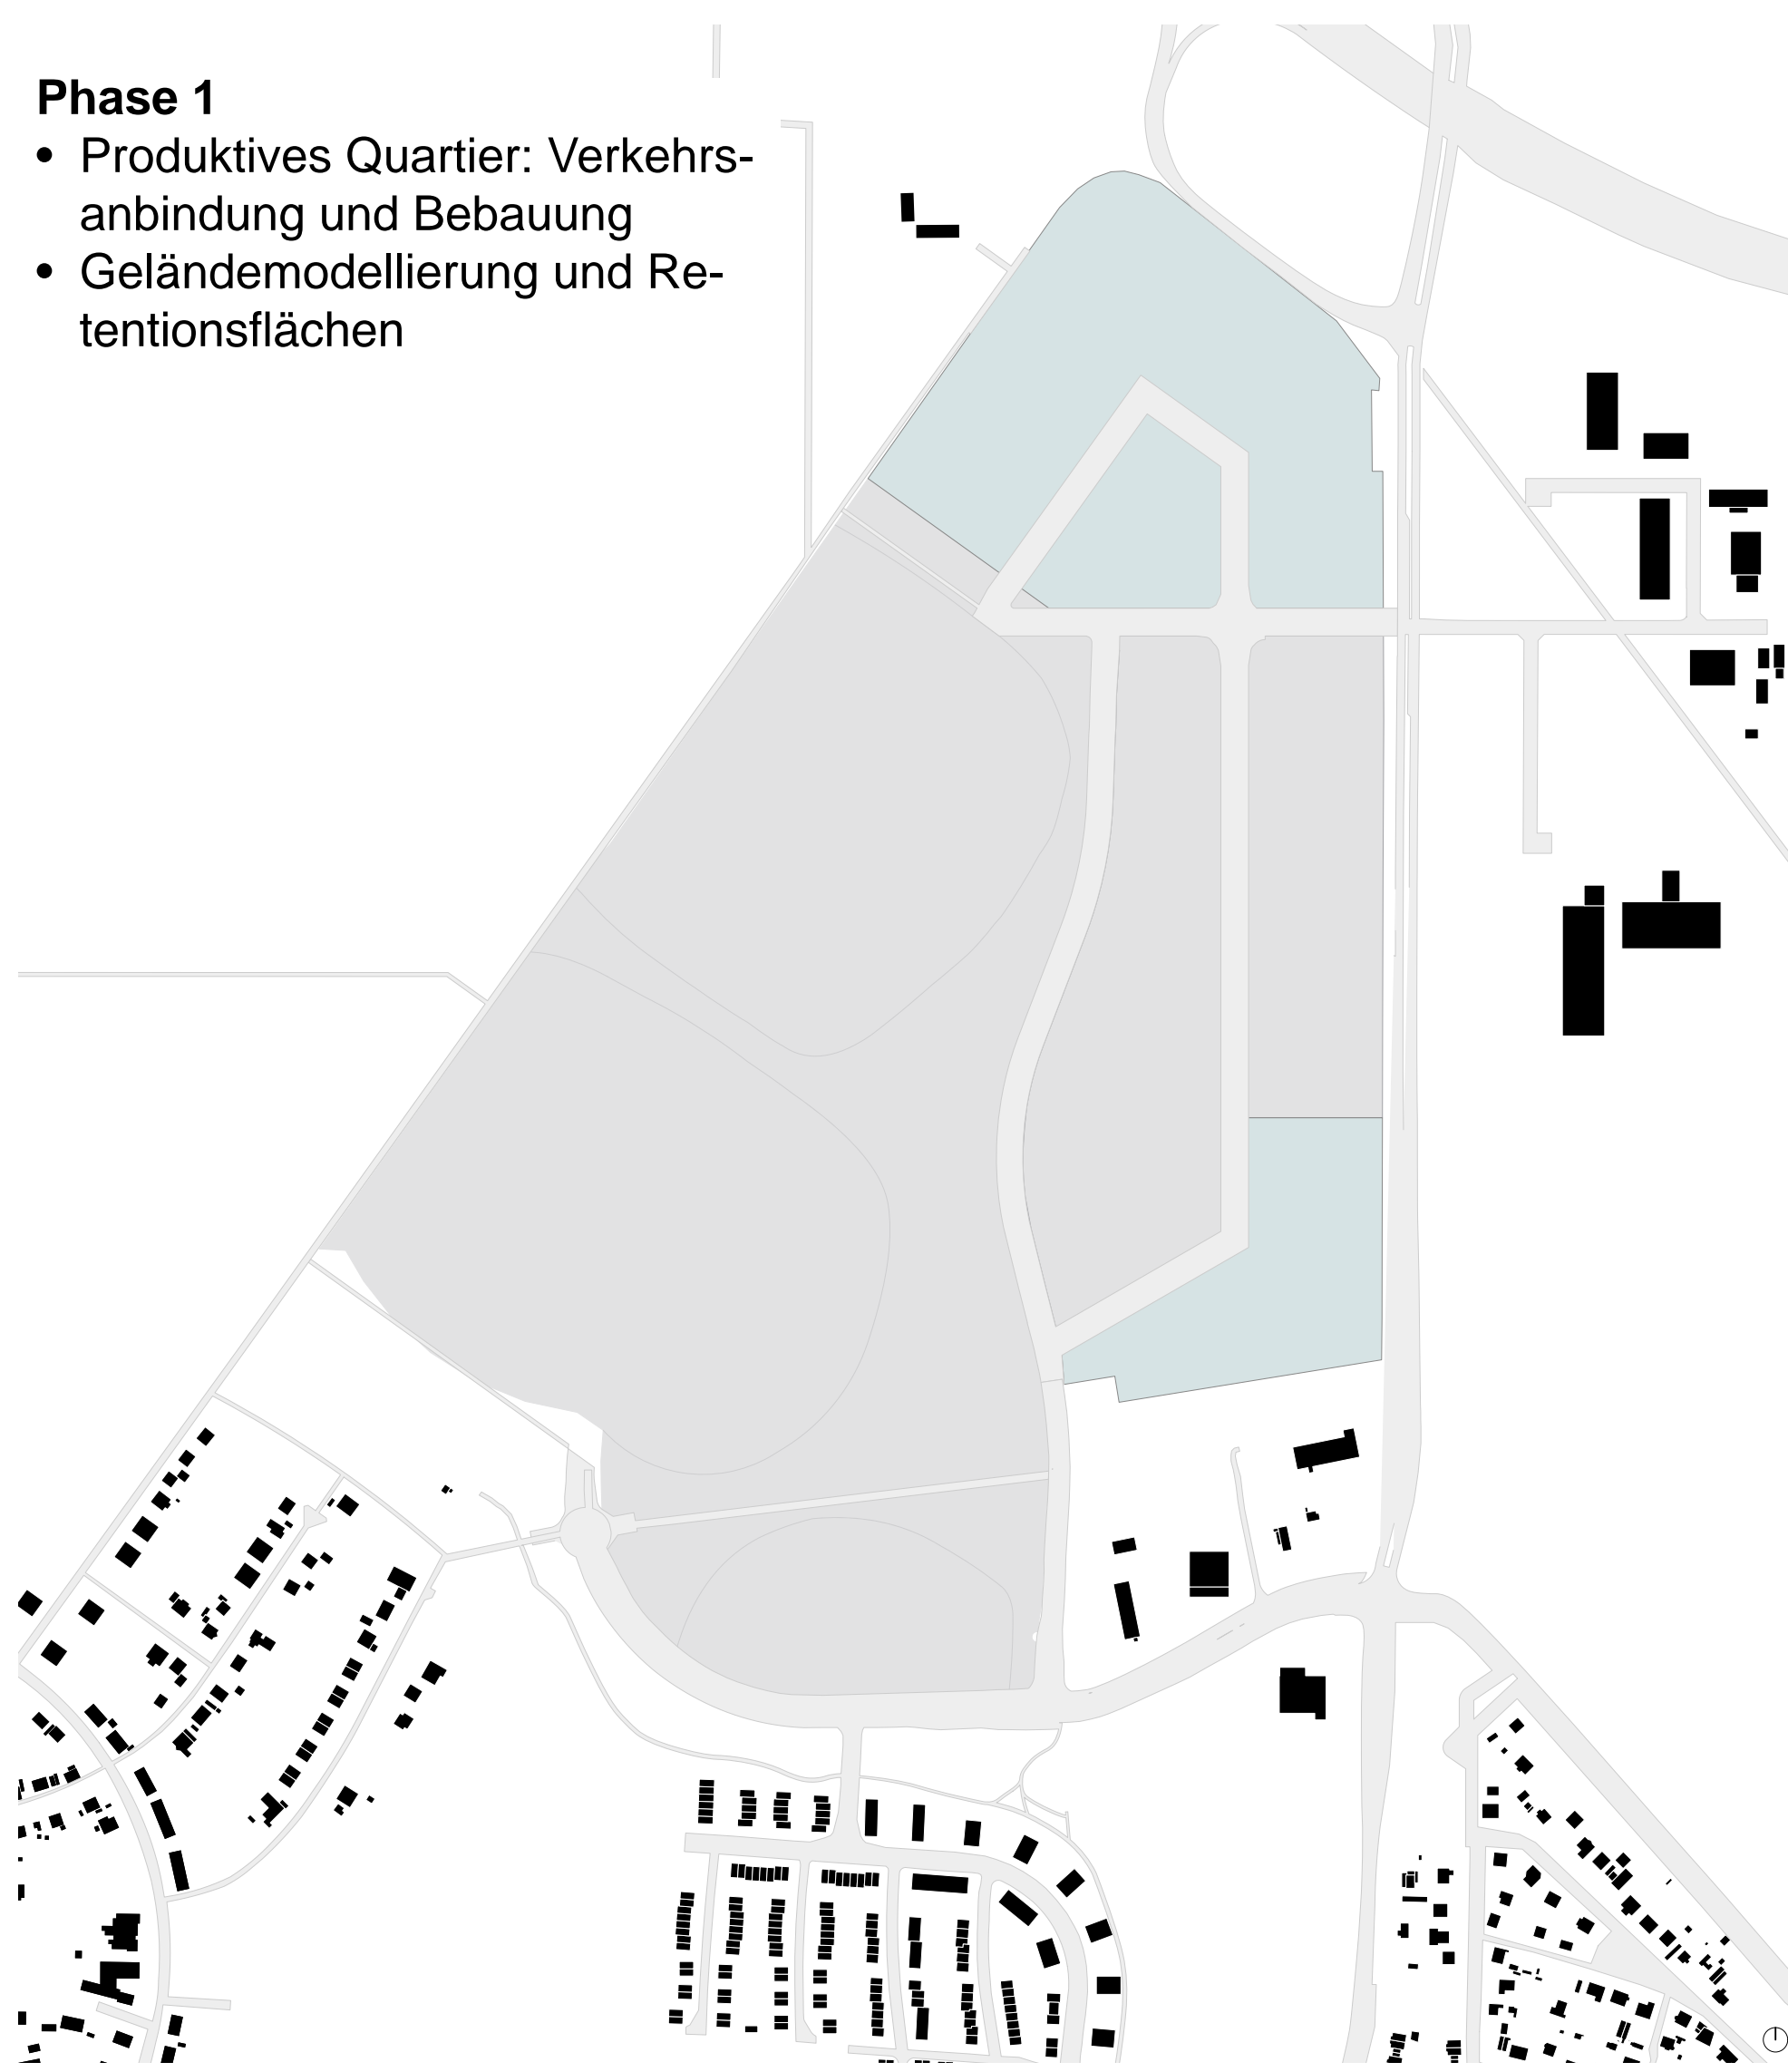 Phase 1
• Produktives Quartier: Verkehrs-
anbindung und Bebauung
• Geländemodellierung und Re-
tentionsflächen